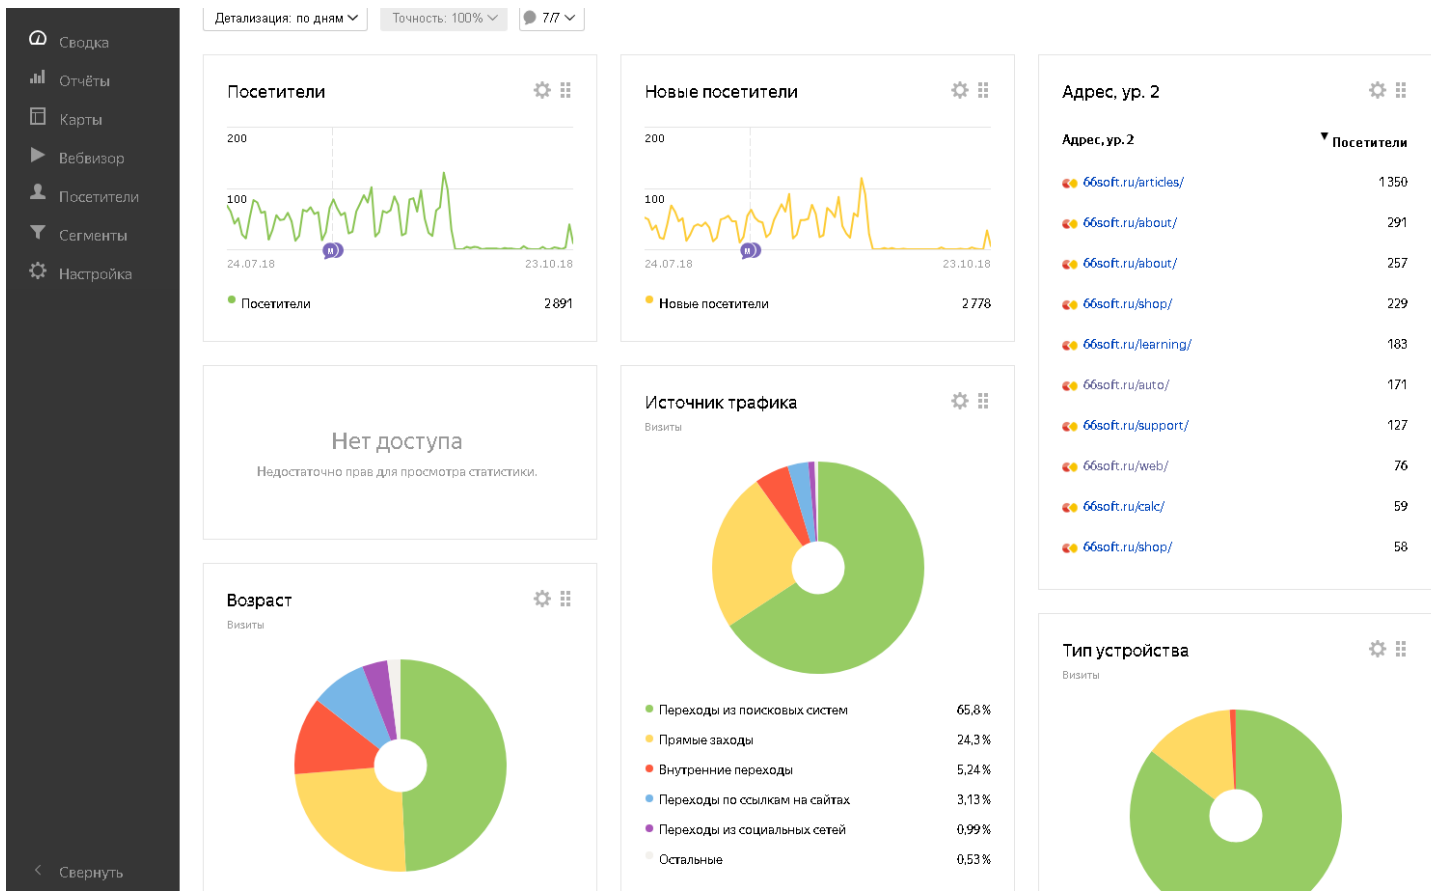 Детализация: по дням
Точность: 100%
7/7
Сводка
Отчёты
Карты
Вебвизор
Посетители
Сегменты
Настройка
Свернуть
Посетители
200
100
М
24.07.18 23.10.18
Посетители 2 891
Новые посетители
200
100
М
24.07.18 23.10.18
Новые посетители 2 778
Адрес, ур. 2
Адрес, ур. 2 Посетители
66soft.ru/articles/ 1 350
66soft.ru/about/ 291
66soft.ru/about/ 257
66soft.ru/shop/ 229
66soft.ru/learning/ 183
66soft.ru/auto/ 171
66soft.ru/support/ 127
66soft.ru/web/ 76
66soft.ru/calc/ 59
66soft.ru/shop/ 58
Нет доступа
Недостаточно прав для просмотра статистики.
Источник трафика
Визиты
Переходы из поисковых систем 65,8 %
Прямые заходы 24,3 %
Внутренние переходы 5,24 %
Переходы по ссылкам на сайтах 3,13 %
Переходы из социальных сетей 0,99 %
Остальные 0,53 %
Возраст
Визиты
Тип устройства
Визиты